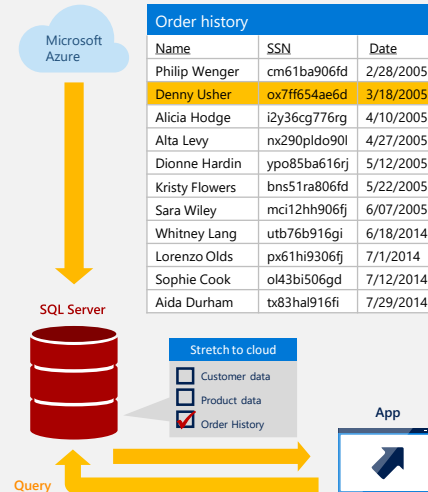 Microsoft
Azure
Order history
Name SSN Date
Philip Wenger cm61ba906fd 2/28/2005
Denny Usher ox7ff654ae6d 3/18/2005
Alicia Hodge i2y36cg776rg 4/10/2005
Alta Levy nx290pldo90l 4/27/2005
Dionne Hardin ypo85ba616rj 5/12/2005
Kristy Flowers bns51ra806fd 5/22/2005
Sara Wiley mci12hh906fj 6/07/2005
Whitney Lang utb76b916gi 6/18/2014
Lorenzo Olds px61hi9306fj 7/1/2014
Sophie Cook ol43bi506gd 7/12/2014
Aida Durham tx83hal916fi 7/29/2014
SQL Server
Stretch to cloud
Customer data
Product data
Order History
App
Query